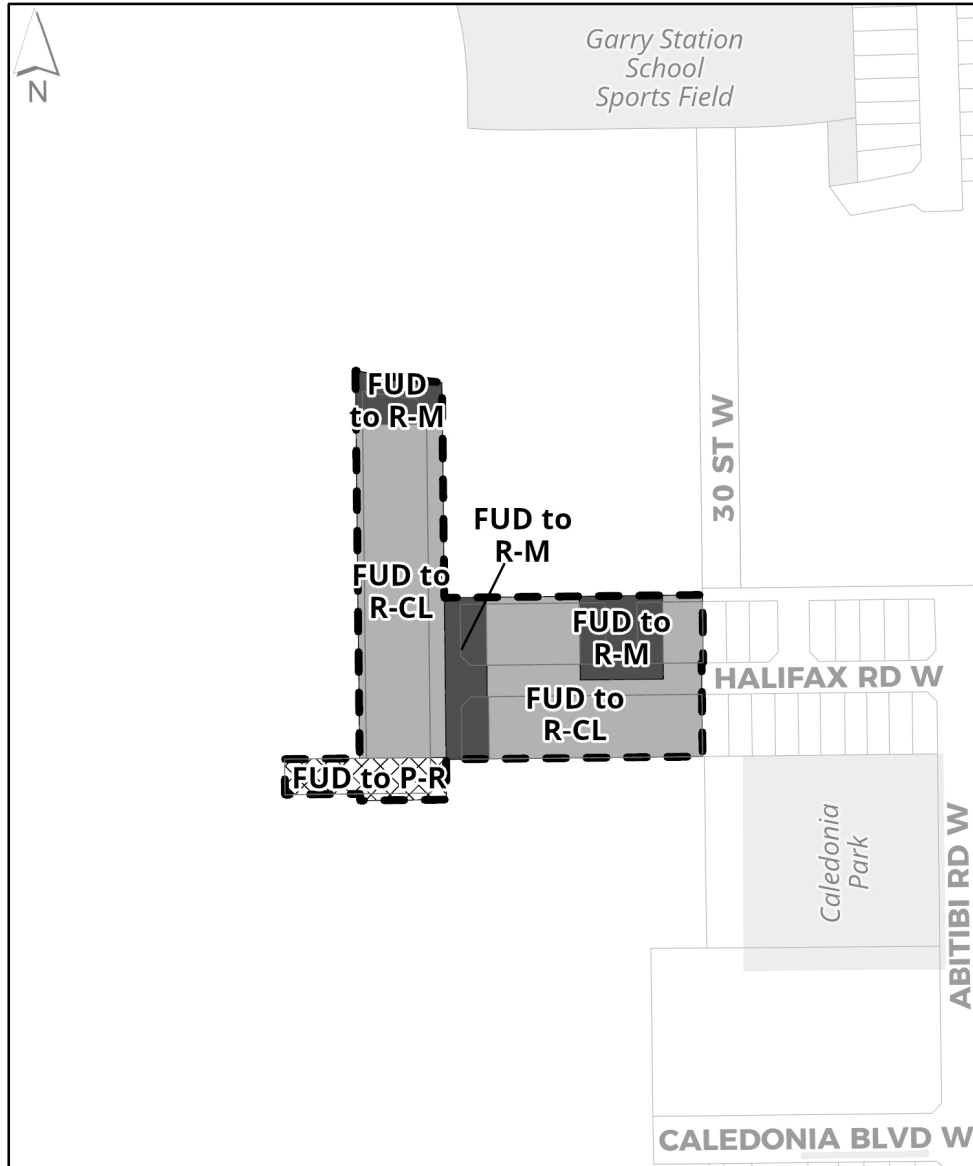 Garry Station
School
Sports Field
N
FUD
to R-M
30 ST W
FUD to
R-M
FUD to
R-CL
FUD to
R-M
HALIFAX RD W
FUD to
R-CL
FUD to P-R
Caledonia
Park
ABITIBI RD W
CALEDONIA BLVD W